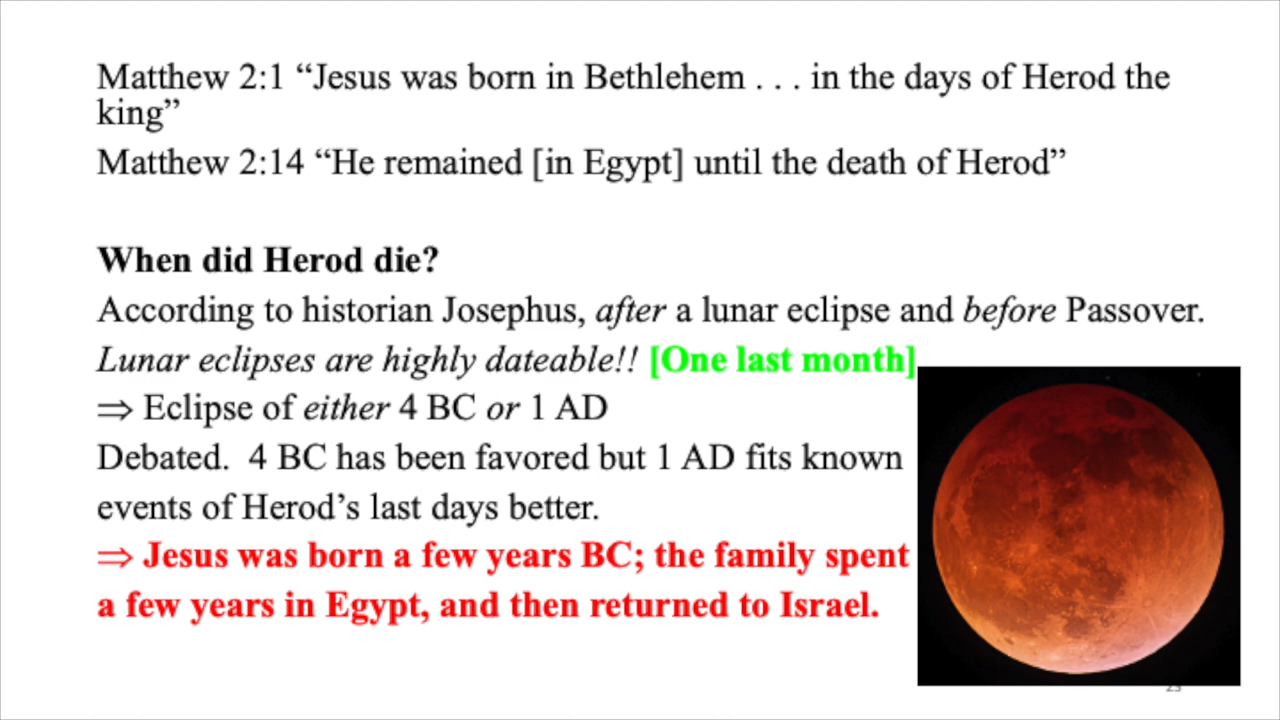 Matthew 2:1 “Jesus was born in Bethlehem . . . in the days of Herod the
king”
Matthew 2:14 “He remained [in Egypt] until the death of Herod”
When did Herod die?
According to historian Josephus, after a lunar eclipse and before Passover.
Lunar eclipses are highly dateable!! [One last month]
⇒ Eclipse of either 4 BC or 1 AD
Debated.  4 BC has been favored but 1 AD fits known
events of Herod’s last days better.
⇒ Jesus was born a few years BC; the family spent
a few years in Egypt, and then returned to Israel.